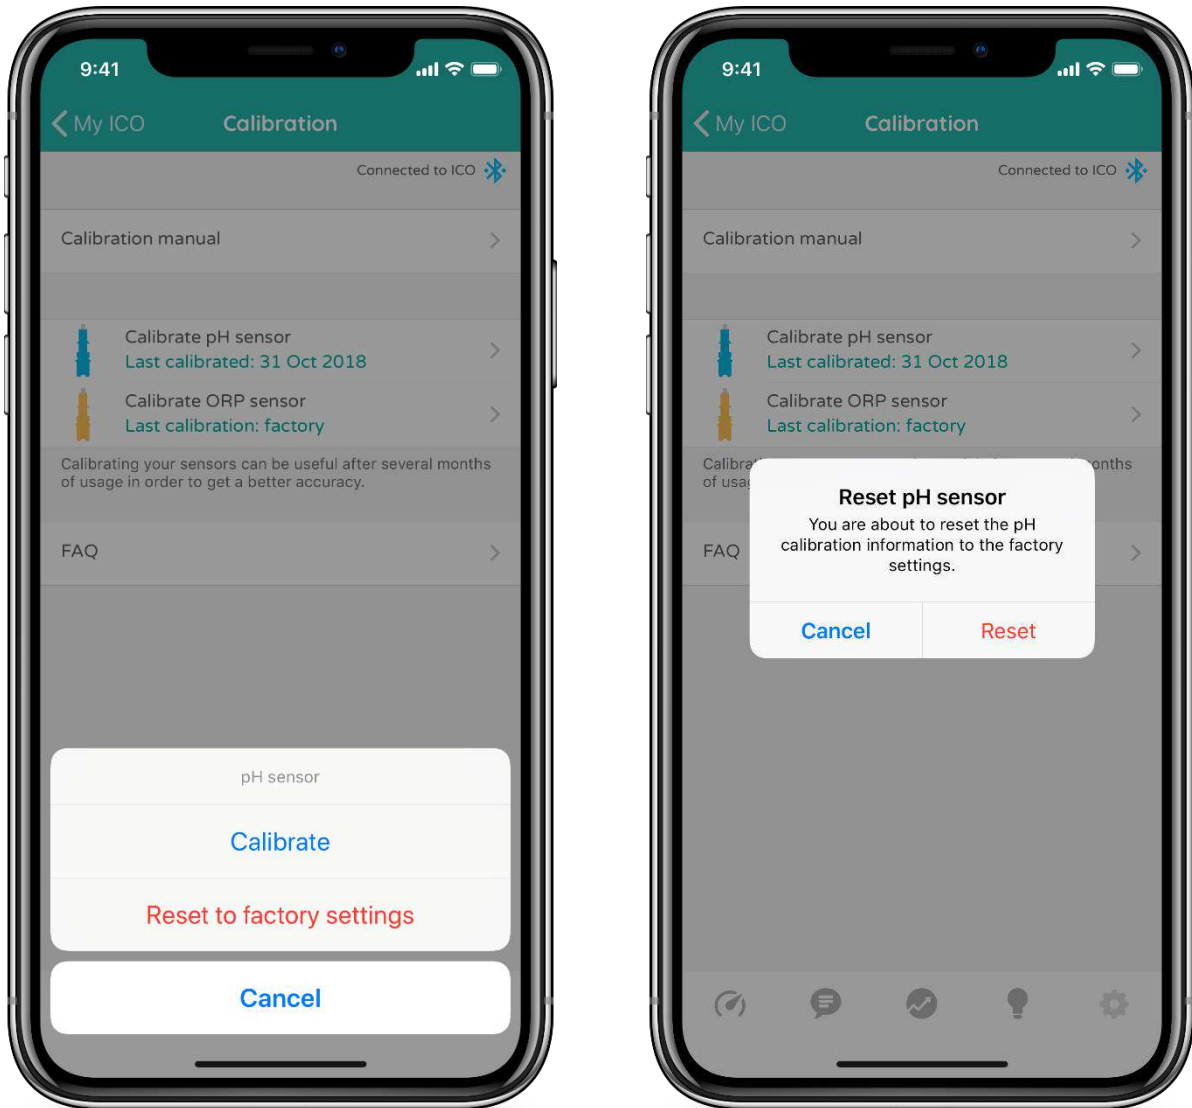 9:41
My ICO
Calibration
Connected to ICO
Calibration manual
Calibrate pH sensor
Last calibrated: 31 Oct 2018
Calibrate ORP sensor
Last calibration: factory
Calibrating your sensors can be useful after several months
of usage in order to get a better accuracy.
FAQ
pH sensor
Calibrate
Reset to factory settings
Cancel
9:41
My ICO
Calibration
Connected to ICO
Calibration manual
Calibrate pH sensor
Last calibrated: 31 Oct 2018
Calibrate ORP sensor
Last calibration: factory
FAQ
Reset pH sensor
You are about to reset the pH
calibration information to the factory
settings.
Cancel
Reset